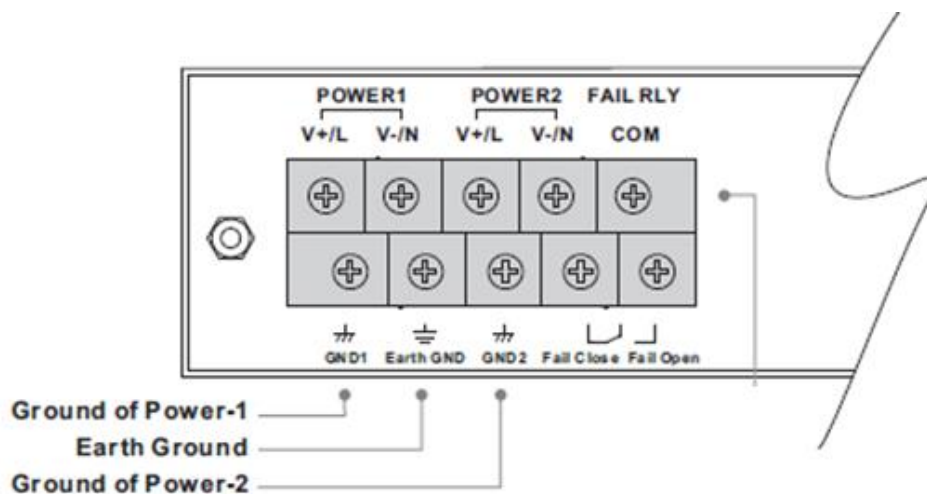 POWER1 POWER2 FAIL RLY
V+/L V-/N V+/L V-/N COM
GND1 Earth GND GND2 Fail Close Fail Open
Ground of Power-1
Earth Ground
Ground of Power-2